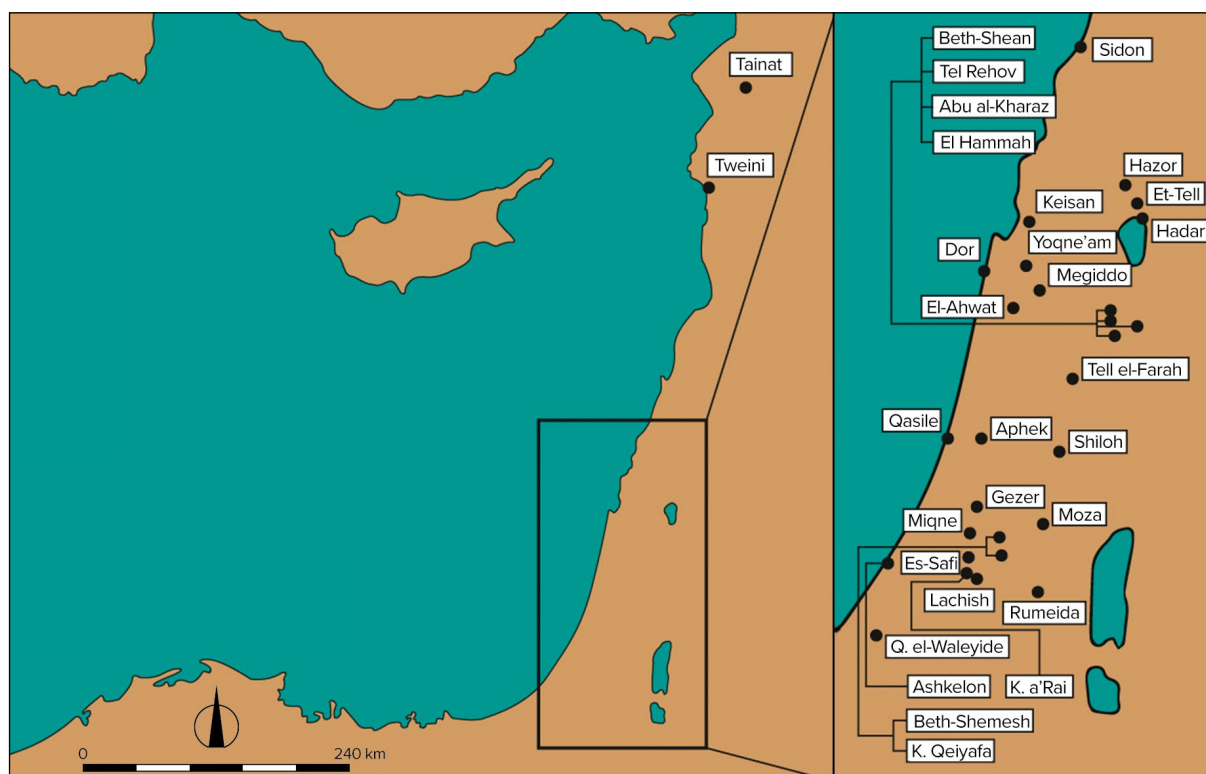 Tainat
Tweini
0
240 km
Beth-Shean
Sidon
Tel Rehov
Abu al-Kharaz
El Hammah
Hazor
Et-Tell
Keisan
Hadar
Yoqne’am
Dor
Megiddo
El-Ahwat
Tell el-Farah
Qasile
Aphek
Shiloh
Gezer
Miqne
Moza
Es-Safi
Lachish
Rumeida
Q. el-Waleyide
Ashkelon
K. a’Rai
Beth-Shemesh
K. Qeiyafa